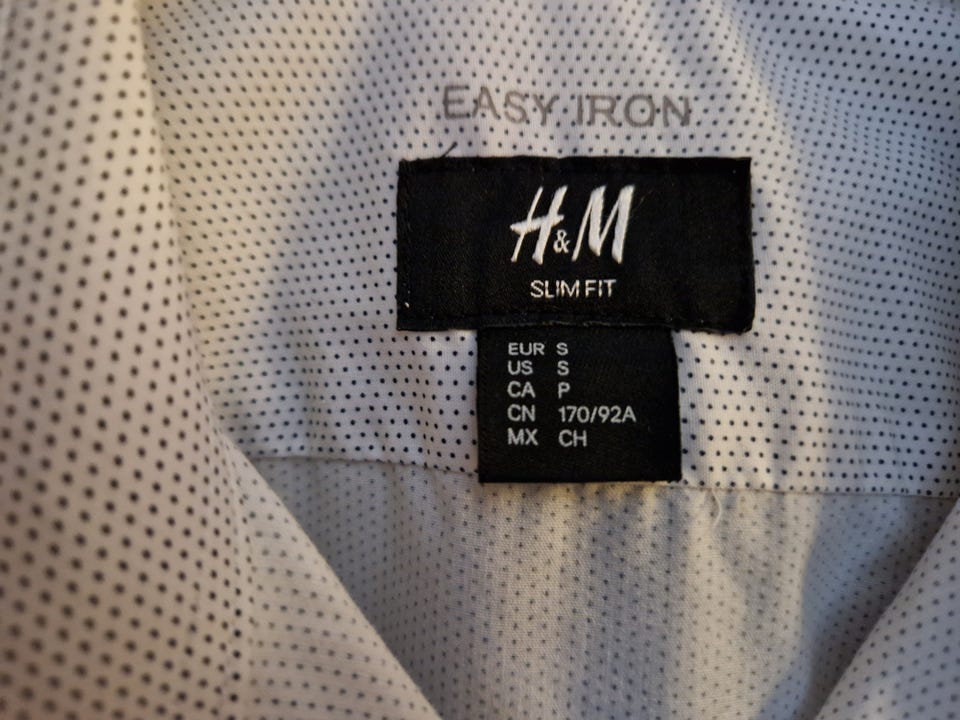 EASY IRON
H&M
SLIM FIT
EUR S
US S
CA P
CN 170/92A
MX CH